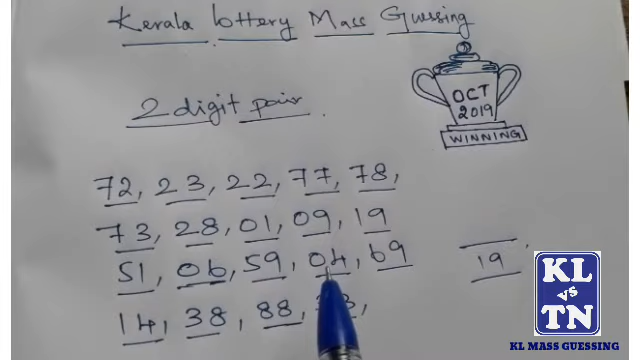 Kerala lottery Mass Guessing
OCT
2019
WINNING
2 digit pair
72, 23, 22, 77, 78,
73, 28, 01, 09, 19
51, 06, 59, 04, 69
19
14, 38, 88,
KL
VS
TN
KL MASS GUESSING